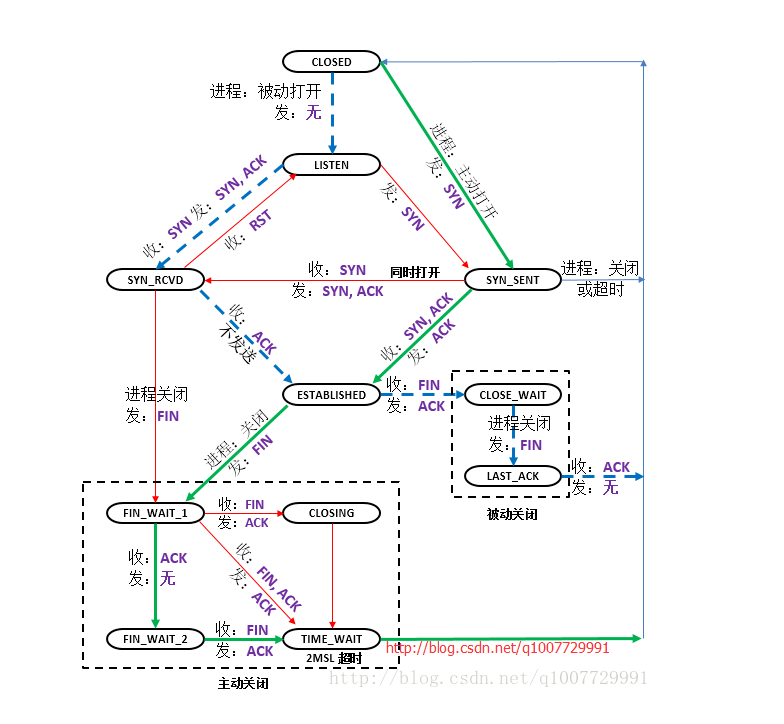 CLOSED
进程：被动打开
发：无
进程：主动打开
发：SYN
LISTEN
收：SYN 发：SYN, ACK
收：RST
发：SYN
SYN_RCVD
收：SYN
同时打开
发：SYN, ACK
SYN_SENT
进程：关闭
或超时
收：ACK
不发送
收：SYN, ACK
发：ACK
进程关闭
发：FIN
ESTABLISHED
收：FIN
发：ACK
CLOSE_WAIT
进程关闭
发：FIN
LAST_ACK
收：ACK
发：无
被动关闭
进程：关闭
发：FIN
FIN_WAIT_1
收：FIN
发：ACK
CLOSING
收：ACK
发：无
收：FIN, ACK
发：ACK
FIN_WAIT_2
收：FIN
发：ACK
TIME_WAIT
2MSL 超时
http://blog.csdn.net/q1007729991
主动关闭
http://blog.csdn.net/q1007729991